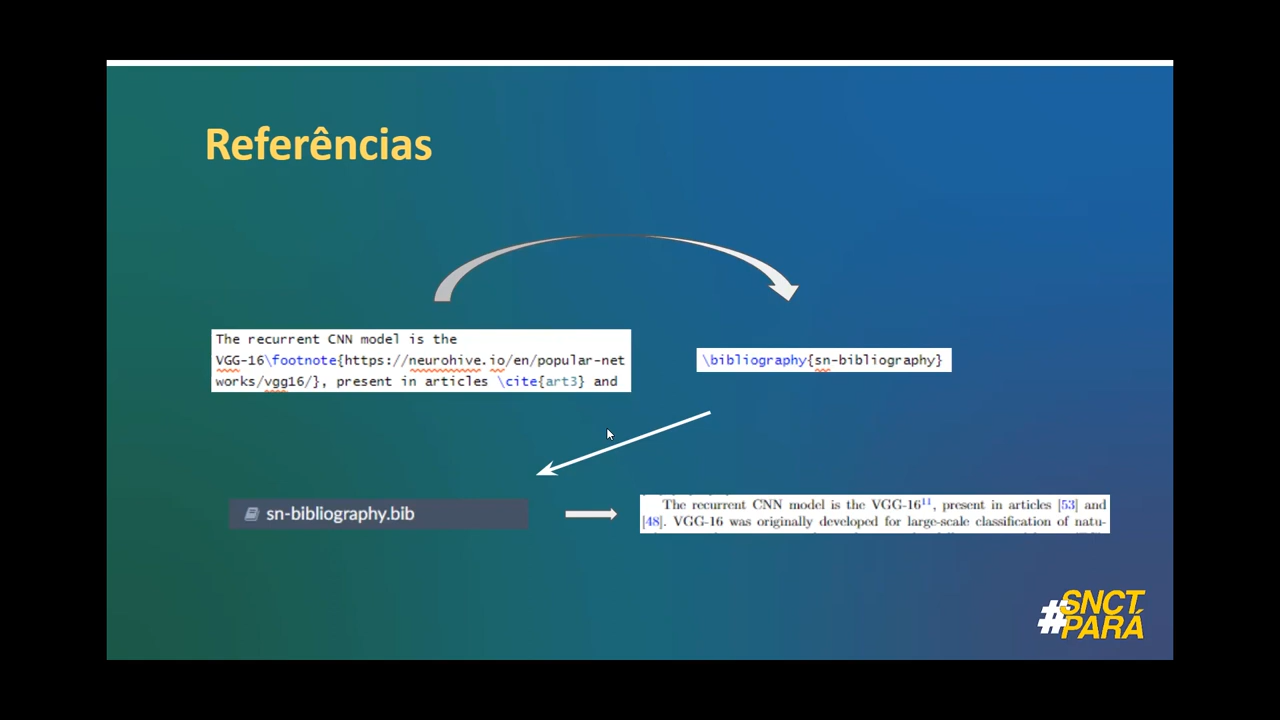 Referências
The recurrent CNN model is the
VGG-16\footnote{https://neurohive.io/en/popular-net
works/vgg16/}, present in articles \cite{art3} and
\bibliography{sn-bibliography}
sn-bibliography.bib
The recurrent CNN model is the VGG-16¹¹, present in articles [53] and
[48]. VGG-16 was originally developed for large-scale classification of natu-
#SNCT
PARÁ